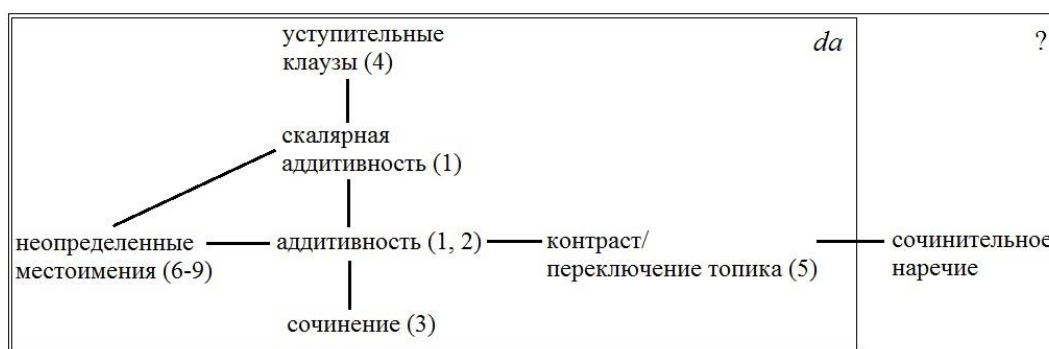 уступительные
клаузы (4)
da
?
скалярная
аддитивность (1)
неопределенные
местоимения (6-9)
аддитивность (1, 2)
контраст/
переключение топика (5)
сочинительное
наречие
сочинение (3)